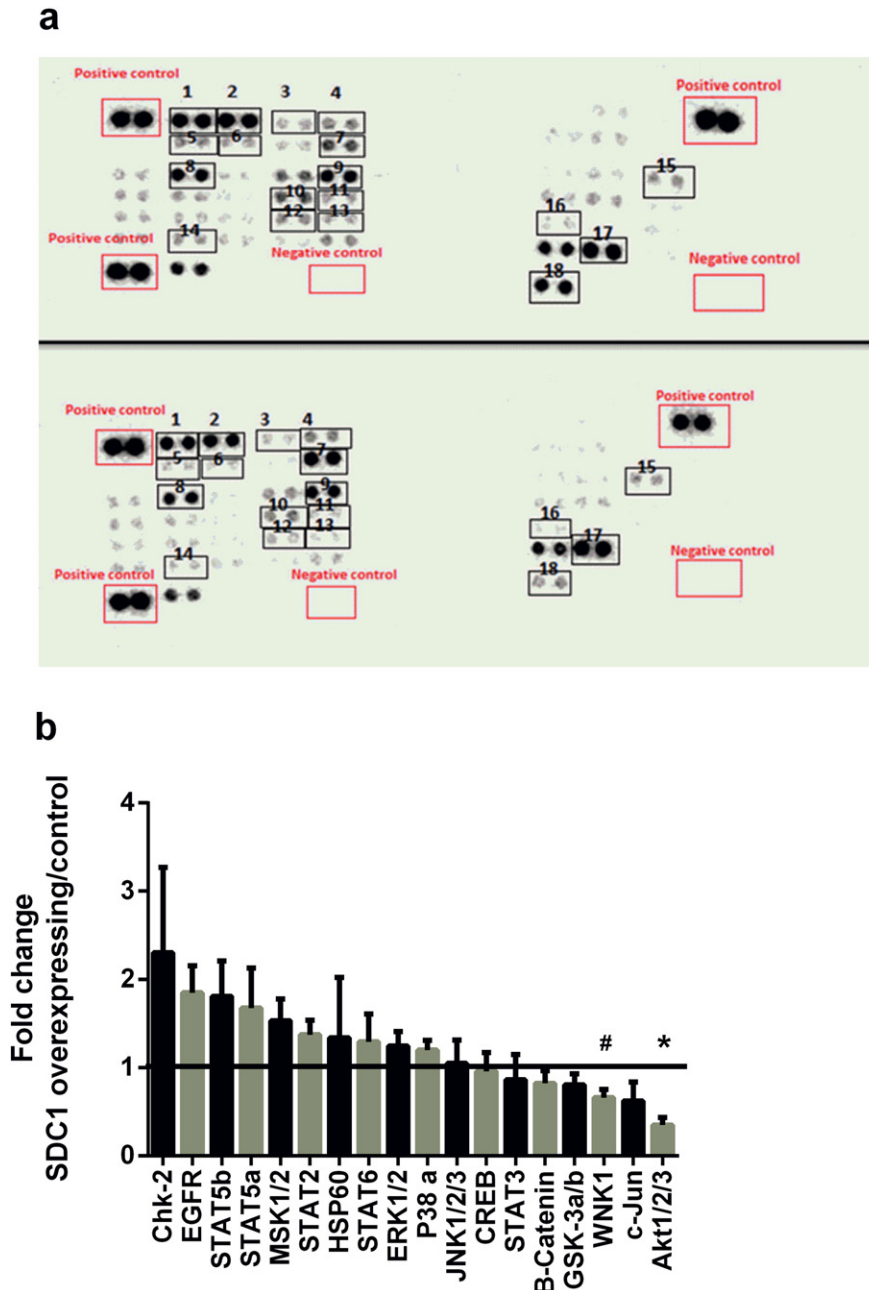 a
Positive control
Positive control
1 2 3 4
5 6 7
8 9 15
10 11
12 13 16
14 17
Positive control Negative control Negative control
18
Positive control
Positive control
1 2 3 4
5 6 7
8 9 15
10 11 16
12 13 17
14
Positive control Negative control Negative control
18
b
Fold change
SDC1 overexpressing/control
4
3
2
1
0
# *
Chk-2
EGFR
STAT5b
STAT5a
MSK1/2
STAT2
HSP60
STAT6
ERK1/2
P38 a
JNK1/2/3
CREB
STAT3
B-Catenin
GSK-3a/b
WNK1
c-Jun
Akt1/2/3